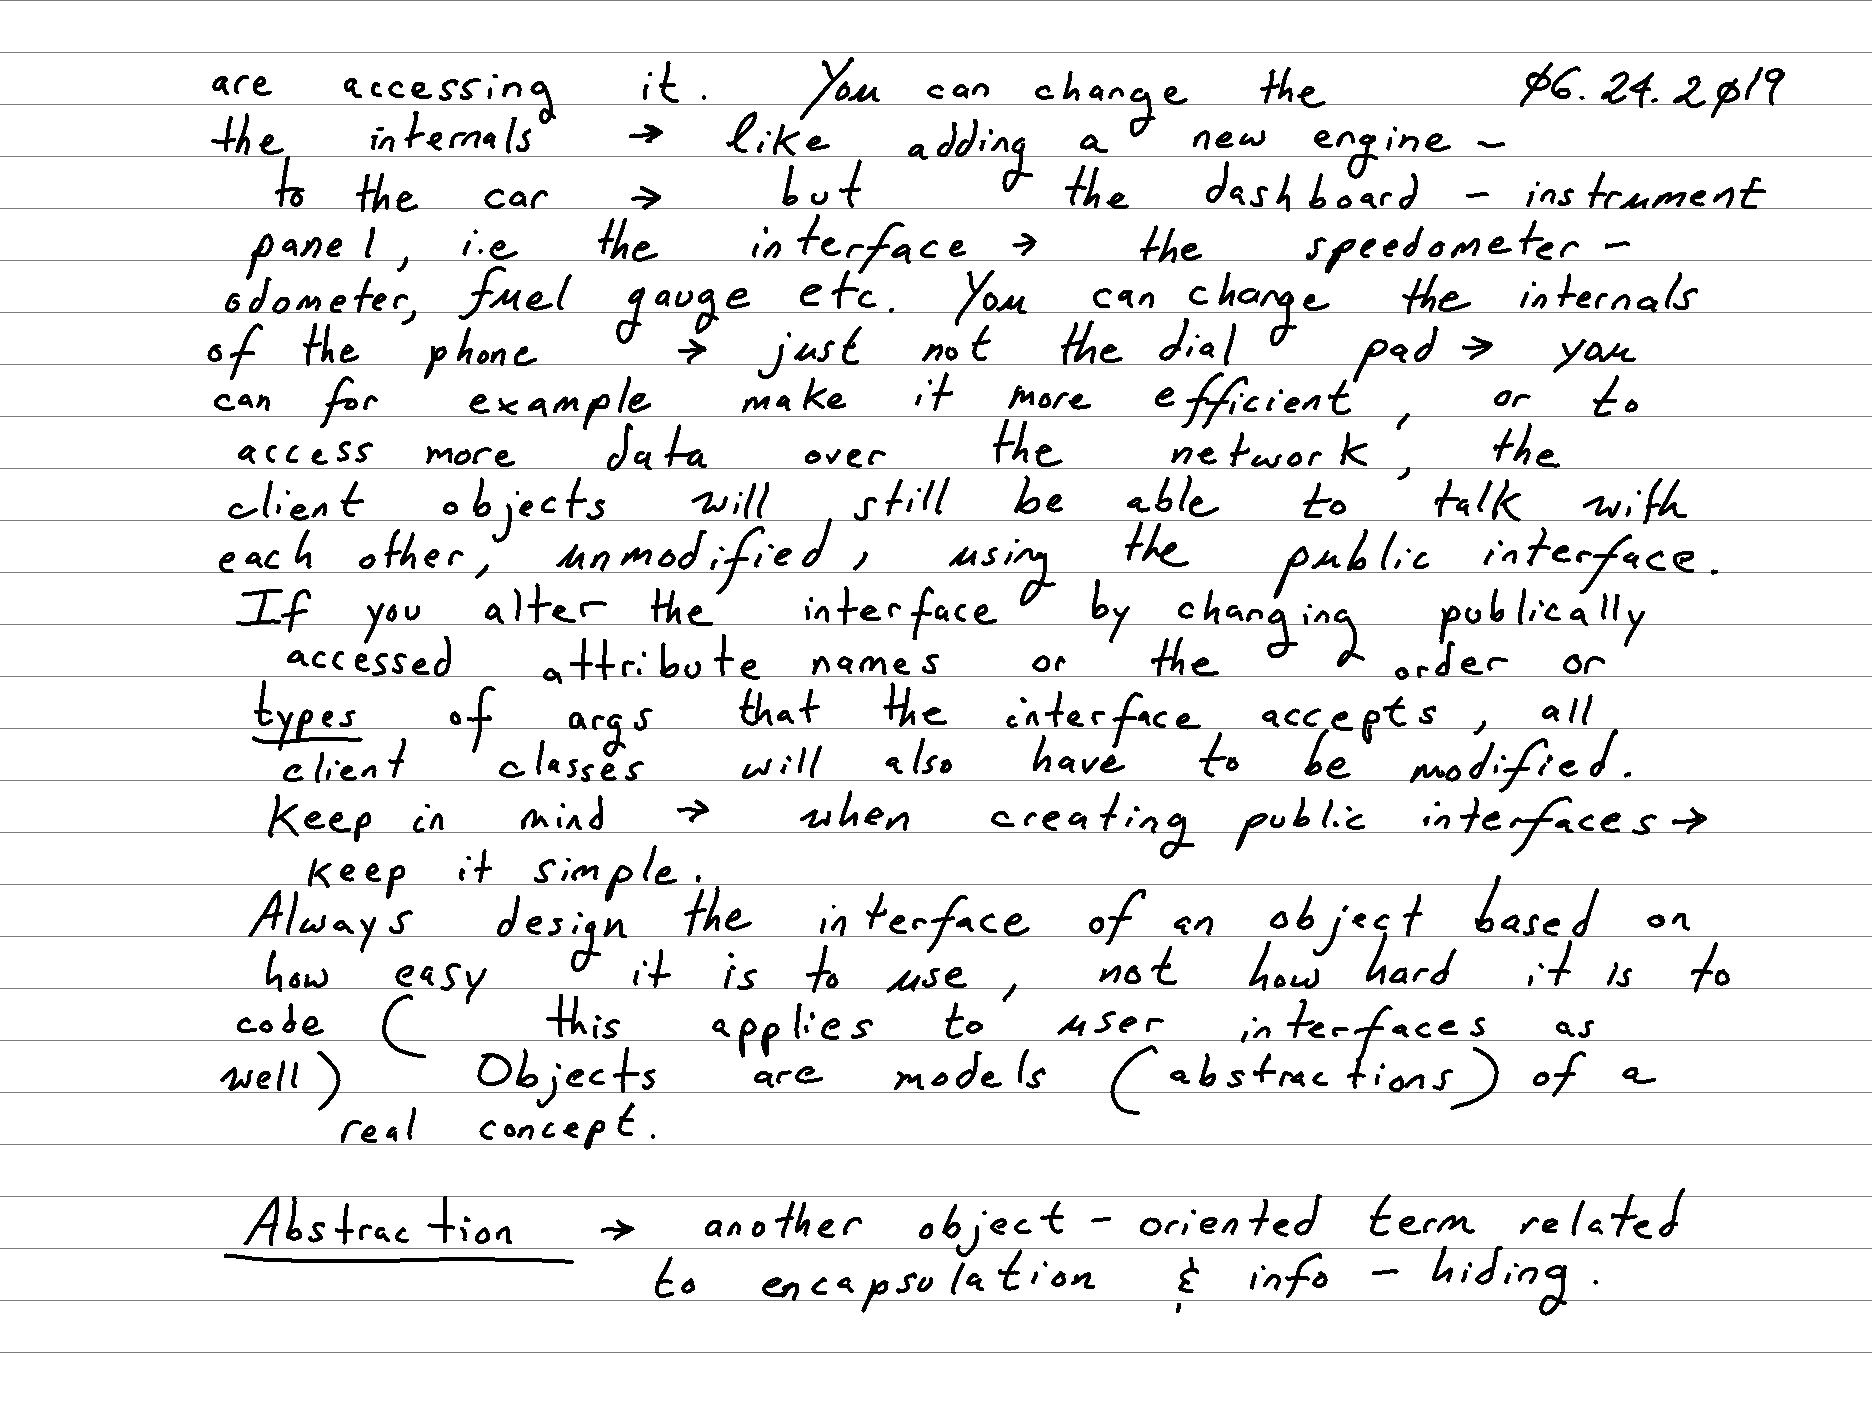 are accessing it. You can change the ø6.24.2ø19
the internals → like adding a new engine –
to the car → but the dashboard – instrument
panel, i.e the interface → the speedometer –
odometer, fuel gauge etc. You can change the internals
of the phone → just not the dial pad → you
can for example make it more efficient, or to
access more data over the network, the
client objects will still be able to talk with
each other, unmodified, using the public interface.
If you alter the interface by changing publically
accessed attribute names or the order or
types of args that the interface accepts, all
client classes will also have to be modified.
Keep in mind → when creating public interfaces →
keep it simple.
Always design the interface of an object based on
how easy it is to use, not how hard it is to
code ( this applies to user interfaces as
well) Objects are models (abstractions) of a
real concept.
Abstraction → another object – oriented term related
to encapsulation & info – hiding.